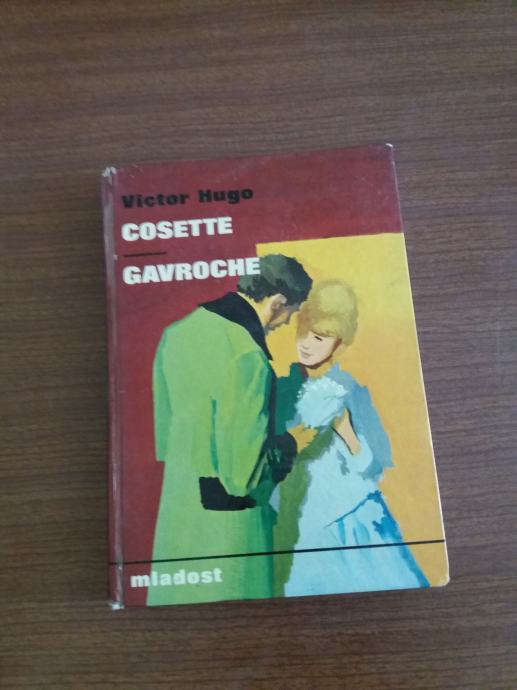 Victor Hugo
COSETTE
GAVROCHE
mladost